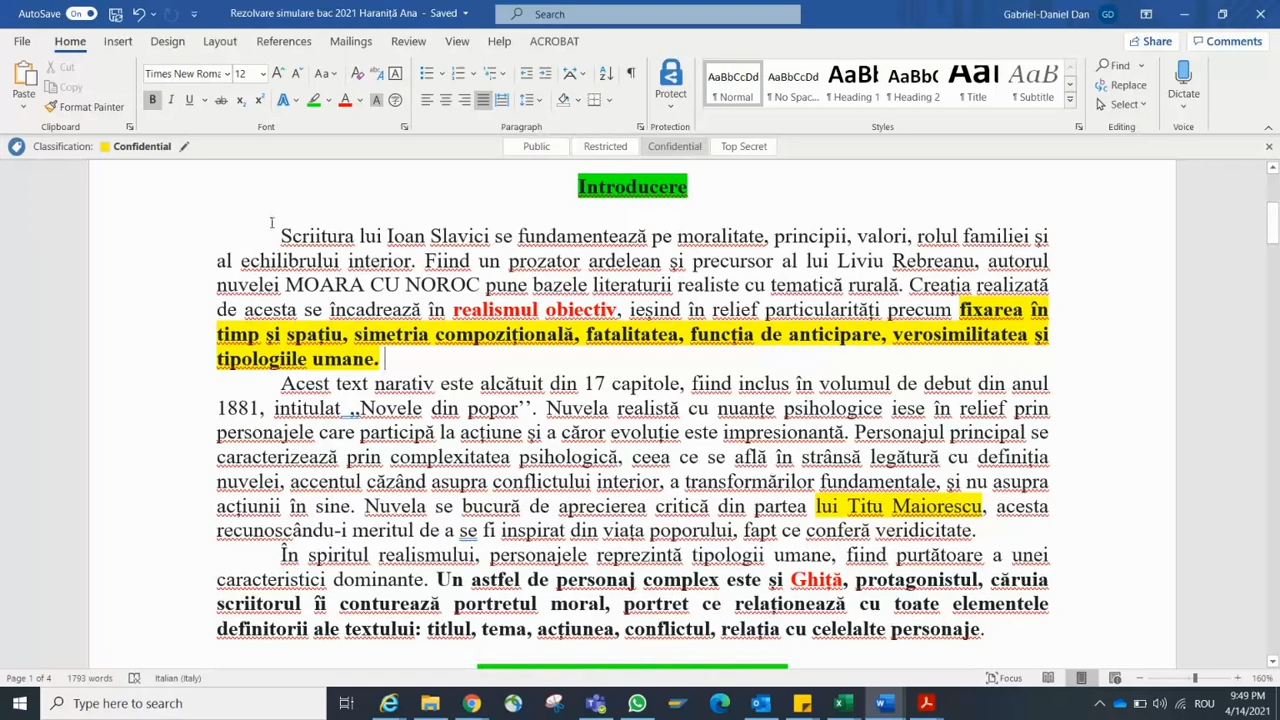 AutoSave On Rezolvare simulare bac 2021 Haraniță Ana - Saved Search Gabriel-Daniel Dan GD
File Home Insert Design Layout References Mailings Review View Help ACROBAT Share Comments
Paste Cut Copy Format Painter
Times New Roma 12 Aa
B I U ab x₂ x² A
AaBbCcDd AaBbCcDd AaBb( AaBbC AaB AaB
¶ Normal ¶ No Spac... ¶ Heading 1 ¶ Heading 2 ¶ Title ¶ Subtitle
Protect Find Replace Select Dictate
Clipboard Font Paragraph Protection Styles Editing Voice
Classification: Confidential Public Restricted Confidential Top Secret
Introducere
Scriitura lui Ioan Slavici se fundamentează pe moralitate, principii, valori, rolul familiei și
al echilibrului interior. Fiind un prozator ardelean și precursor al lui Liviu Rebreanu, autorul
nuvelei MOARA CU NOROC pune bazele literaturii realiste cu tematică rurală. Creația realizată
de acesta se încadrează în realismul obiectiv, ieșind în relief particularități precum fixarea în
timp și spațiu, simetria compozițională, fatalitatea, funcția de anticipare, verosimilitatea și
tipologiile umane.
Acest text narativ este alcătuit din 17 capitole, fiind inclus în volumul de debut din anul
1881, intitulat ,,Novele din popor’’. Nuvela realistă cu nuanțe psihologice iese în relief prin
personajele care participă la acțiune și a căror evoluție este impresionantă. Personajul principal se
caracterizează prin complexitatea psihologică, ceea ce se află în strânsă legătură cu definiția
nuvelei, accentul căzând asupra conflictului interior, a transformărilor fundamentale, și nu asupra
acțiunii în sine. Nuvela se bucură de aprecierea critică din partea lui Titu Maiorescu, acesta
recunoscându-i meritul de a se fi inspirat din viața poporului, fapt ce conferă veridicitate.
În spiritul realismului, personajele reprezintă tipologii umane, fiind purtătoare a unei
caracteristici dominante. Un astfel de personaj complex este și Ghiță, protagonistul, căruia
scriitorul îi conturează portretul moral, portret ce relaționează cu toate elementele
definitorii ale textului: titlul, tema, acțiunea, conflictul, relația cu celelalte personaje.
Page 1 of 4 1793 words Italian (Italy) Focus 160%
Type here to search ROU 9:49 PM
4/14/2021